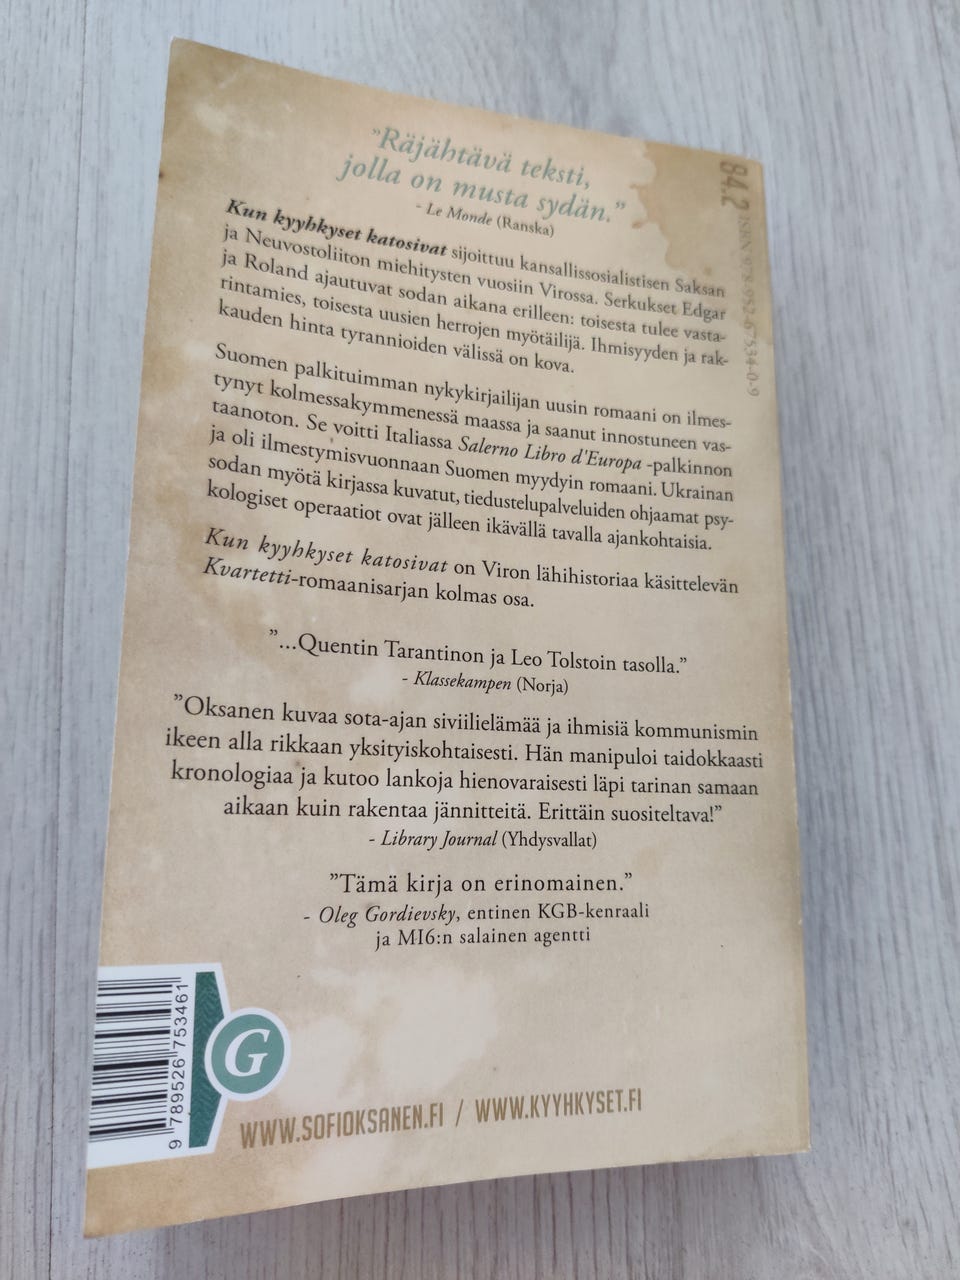 ”Räjähtävä teksti,
jolla on musta sydän.”
- Le Monde (Ranska)
Kun kyyhkyset katosivat sijoittuu kansallissosialistisen Saksan
ja Neuvostoliiton miehitysten vuosiin Virossa. Serkukset Edgar
ja Roland ajautuvat sodan aikana erilleen: toisesta tulee vasta-
rintamies, toisesta uusien herrojen myötäilijä. Ihmisyyden ja rak-
kauden hinta tyrannioiden välissä on kova.
Suomen palkituimman nykykirjailijan uusin romaani on ilmes-
tynyt kolmessakymmenessä maassa ja saanut innostuneen vas-
taanoton. Se voitti Italiassa Salerno Libro d'Europa -palkinnon
ja oli ilmestymisvuonnaan Suomen myydyin romaani. Ukrainan
sodan myötä kirjassa kuvatut, tiedustelupalveluiden ohjaamat psy-
kologiset operaatiot ovat jälleen ikävällä tavalla ajankohtaisia.
Kun kyyhkyset katosivat on Viron lähihistoriaa käsittelevän
Kvartetti-romaanisarjan kolmas osa.
”...Quentin Tarantinon ja Leo Tolstoin tasolla.”
- Klassekampen (Norja)
”Oksanen kuvaa sota-ajan siviilielämää ja ihmisiä kommunismin
ikeen alla rikkaan yksityiskohtaisesti. Hän manipuloi taidokkaasti
kronologiaa ja kutoo lankoja hienovaraisesti läpi tarinan samaan
aikaan kuin rakentaa jännitteitä. Erittäin suositeltava!”
- Library Journal (Yhdysvallat)
”Tämä kirja on erinomainen.”
- Oleg Gordievsky, entinen KGB-kenraali
ja MI6:n salainen agentti
84.2
9 789526 753461
G
WWW.SOFIOKSANEN.FI / WWW.KYYHKYSET.FI